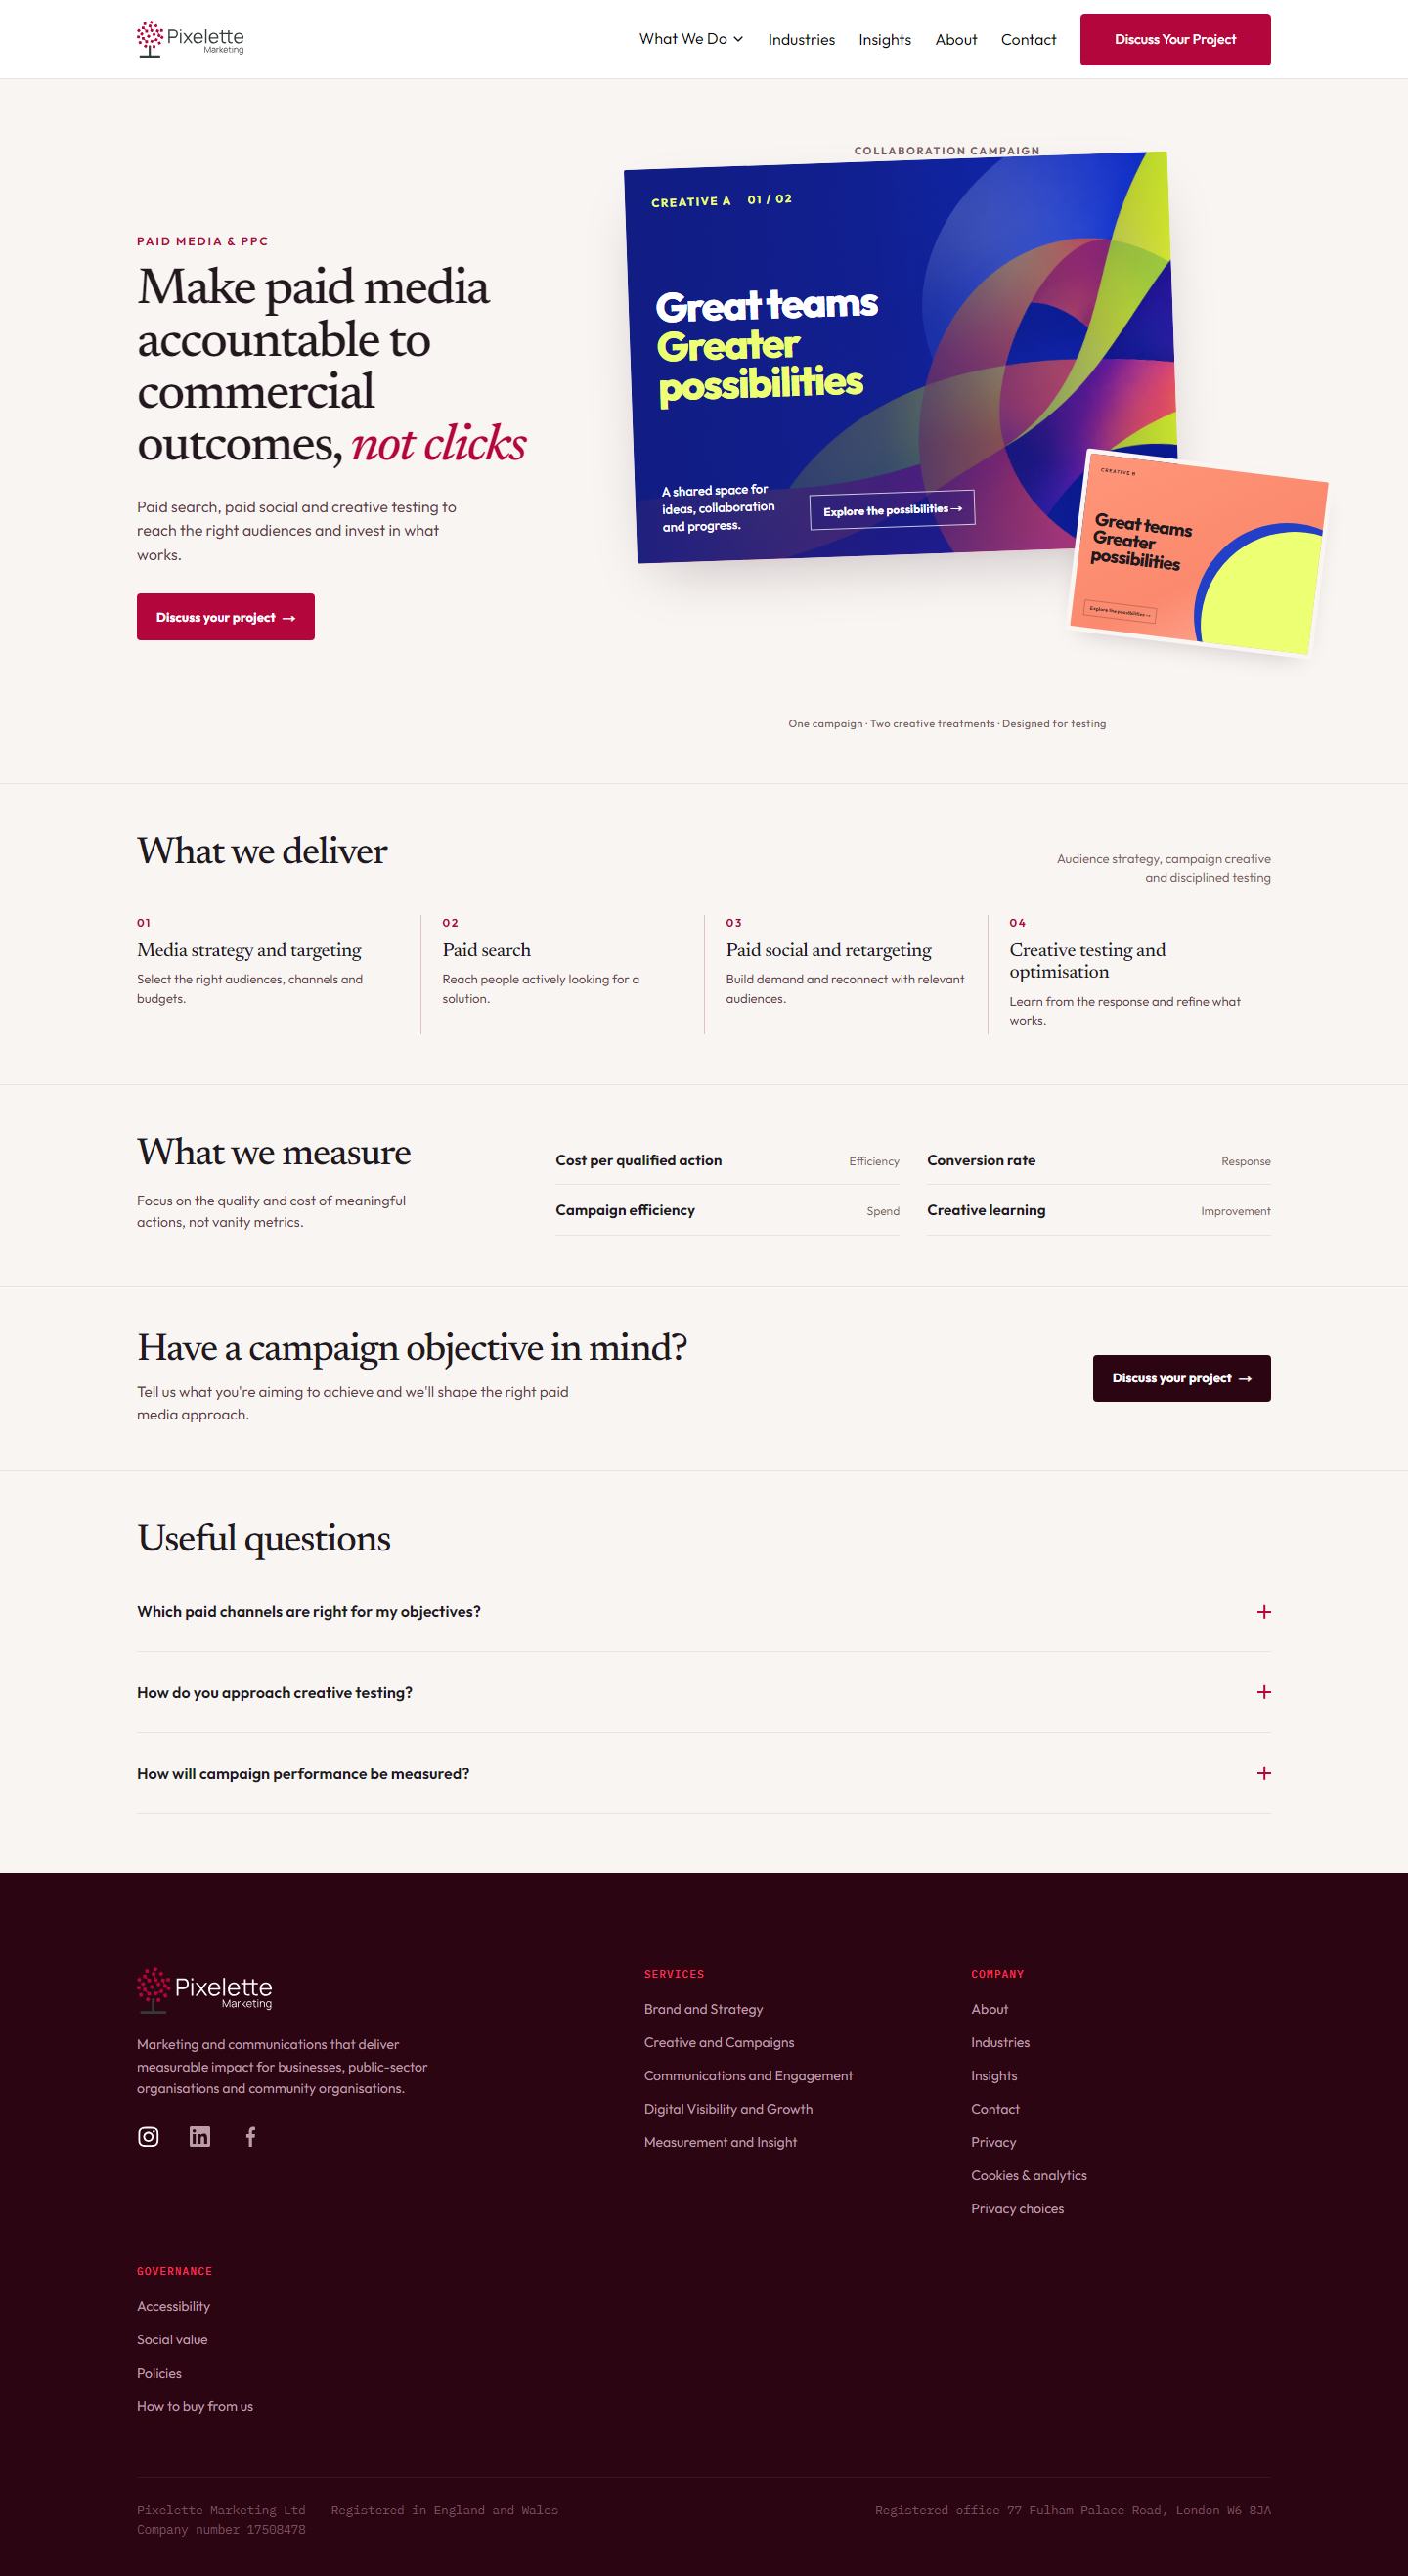 Pixelette
Marketing
What We Do
Industries
Insights
About
Contact
Discuss Your Project
COLLABORATION CAMPAIGN
CREATIVE A 01 / 02
Great teams
Greater
possibilities
A shared space for
ideas, collaboration
and progress.
Explore the possibilities →
CREATIVE B
Great teams
Greater
possibilities
Explore the possibilities →
One campaign · Two creative treatments · Designed for testing
PAID MEDIA & PPC
Make paid media
accountable to
commercial
outcomes, not clicks
Paid search, paid social and creative testing to
reach the right audiences and invest in what
works.
Discuss your project →
What we deliver
Audience strategy, campaign creative
and disciplined testing
01
Media strategy and targeting
Select the right audiences, channels and
budgets.
02
Paid search
Reach people actively looking for a
solution.
03
Paid social and retargeting
Build demand and reconnect with relevant
audiences.
04
Creative testing and
optimisation
Learn from the response and refine what
works.
What we measure
Focus on the quality and cost of meaningful
actions, not vanity metrics.
Cost per qualified action Efficiency
Conversion rate Response
Campaign efficiency Spend
Creative learning Improvement
Have a campaign objective in mind?
Tell us what you're aiming to achieve and we'll shape the right paid
media approach.
Discuss your project →
Useful questions
Which paid channels are right for my objectives?
How do you approach creative testing?
How will campaign performance be measured?
Pixelette
Marketing
Marketing and communications that deliver
measurable impact for businesses, public-sector
organisations and community organisations.
SERVICES
Brand and Strategy
Creative and Campaigns
Communications and Engagement
Digital Visibility and Growth
Measurement and Insight
COMPANY
About
Industries
Insights
Contact
Privacy
Cookies & analytics
Privacy choices
GOVERNANCE
Accessibility
Social value
Policies
How to buy from us
Pixelette Marketing Ltd Registered in England and Wales
Company number 17508478
Registered office 77 Fulham Palace Road, London W6 8JA